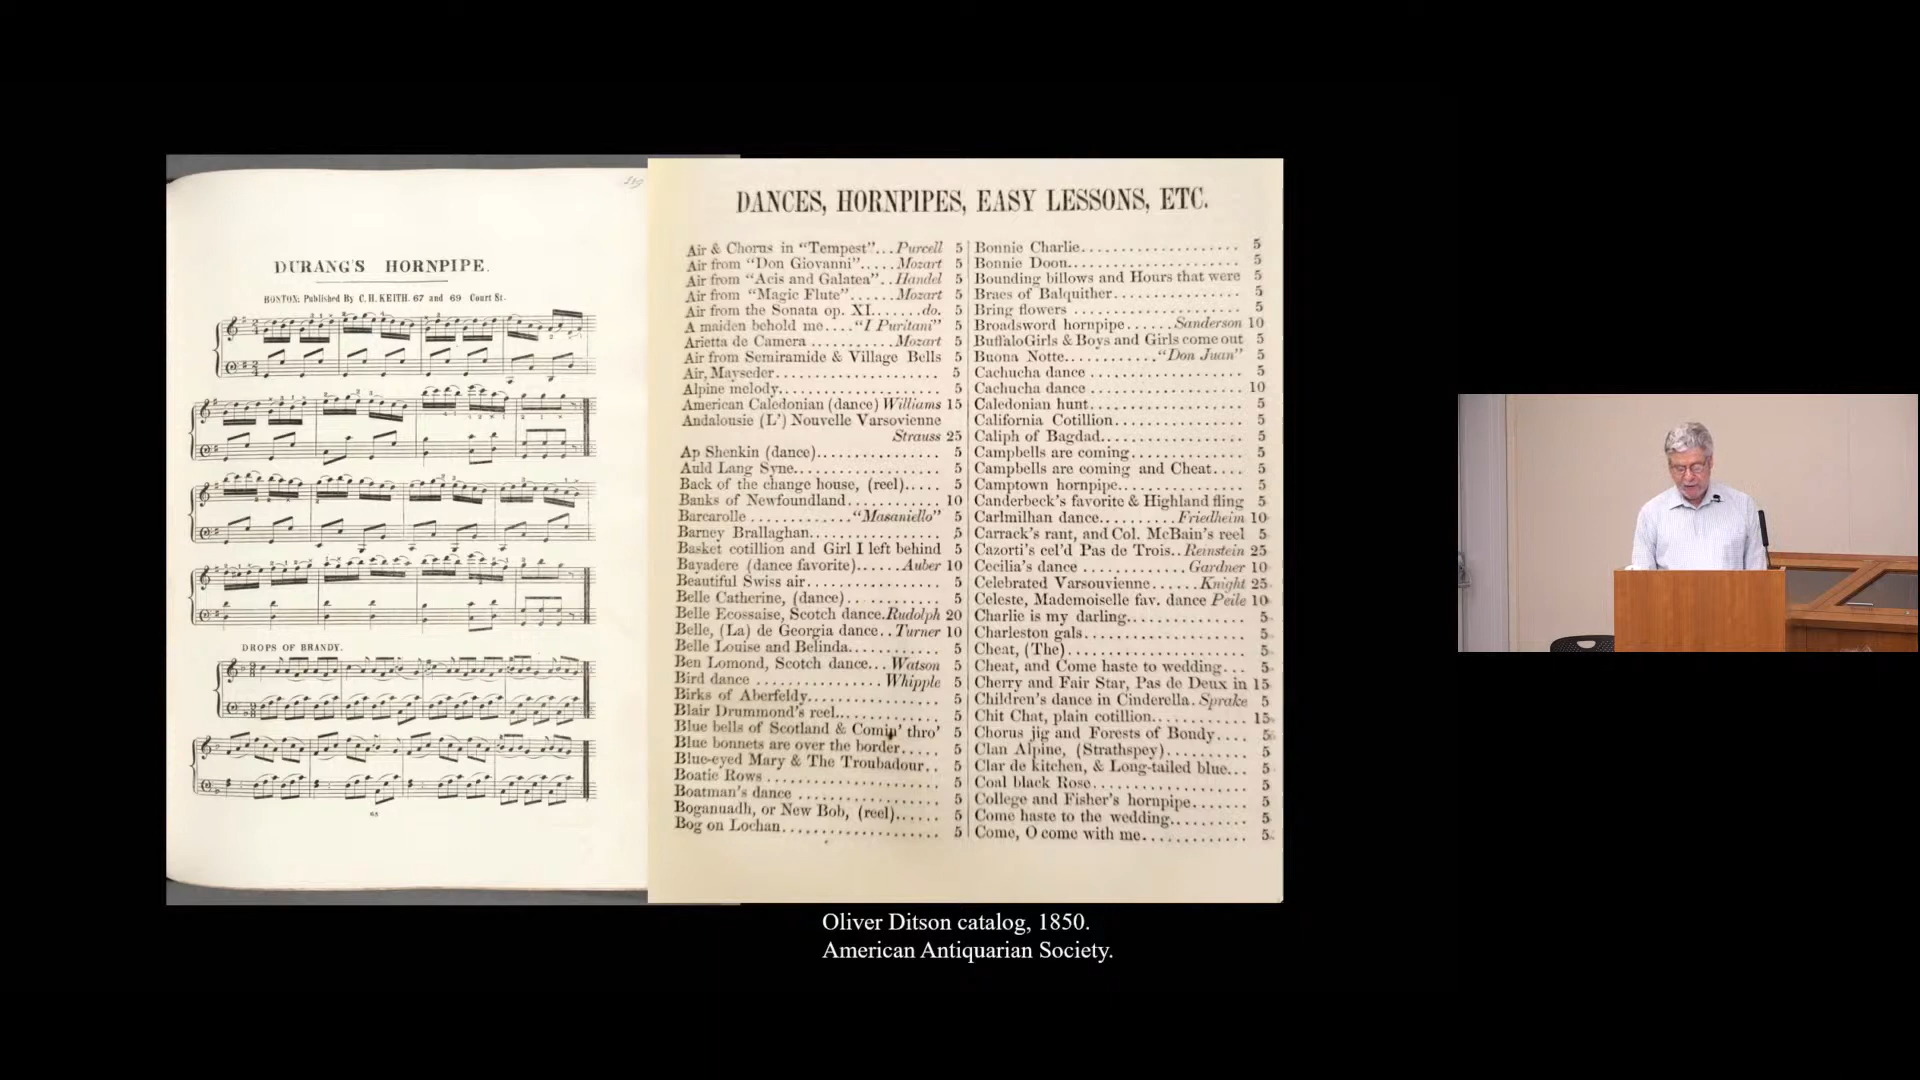 DURANG'S HORNPIPE.
BOSTON: Published By C. H. KEITH. 67 and 69 Court St.
DROPS OF BRANDY.
DANCES, HORNPIPES, EASY LESSONS, ETC.
Air & Chorus in "Tempest"... Purcell 5
Air from "Don Giovanni"..... Mozart 5
Air from "Acis and Galatea".. Handel 5
Air from "Magic Flute"...... Mozart 5
Air from the Sonata op. XI.......do. 5
A maiden behold me...."I Puritani" 5
Arietta de Camera ........... Mozart 5
Air from Semiramide & Village Bells 5
Air, Mayseder...................... 5
Alpine melody...................... 5
American Caledonian (dance) Williams 15
Andalousie (L') Nouvelle Varsovienne
Strauss 25
Ap Shenkin (dance)................ 5
Auld Lang Syne.................... 5
Back of the change house, (reel)..... 5
Banks of Newfoundland........... 10
Barcarolle ............"Masaniello" 5
Barney Brallaghan................. 5
Basket cotillion and Girl I left behind 5
Bayadere (dance favorite)...... Auber 10
Beautiful Swiss air................. 5
Belle Catherine, (dance) ............ 5
Belle Ecossaise, Scotch dance. Rudolph 20
Belle, (La) de Georgia dance.. Turner 10
Belle Louise and Belinda............ 5
Ben Lomond, Scotch dance... Watson 5
Bird dance ................ Whipple 5
Birks of Aberfeldy................. 5
Blair Drummond's reel............. 5
Blue bells of Scotland & Comin' thro' 5
Blue bonnets are over the border..... 5
Blue-eyed Mary & The Troubadour.. 5
Boatie Rows ...................... 5
Boatman's dance .................. 5
Boganuadh, or New Bob, (reel)...... 5
Bog on Lochan.................... 5
Bonnie Charlie.................... 5
Bonnie Doon...................... 5
Bounding billows and Hours that were 5
Braes of Balquither................ 5
Bring flowers ..................... 5
Broadsword hornpipe...... Sanderson 10
Buffalo Girls & Boys and Girls come out 5
Buona Notte..........."Don Juan" 5
Cachucha dance ................... 5
Cachucha dance ................... 10
Caledonian hunt................... 5
California Cotillion................ 5
Caliph of Bagdad.................. 5
Campbells are coming.............. 5
Campbells are coming and Cheat.... 5
Camptown hornpipe............... 5
Canderbeck's favorite & Highland fling 5
Carlmilhan dance......... Friedheim 10
Carrack's rant, and Col. McBain's reel 5
Cazorti's cel'd Pas de Trois.. Reinstein 25
Cecilia's dance ............ Gardner 10
Celebrated Varsouvienne...... Knight 25
Celeste, Mademoiselle fav. dance Peile 10
Charlie is my darling............... 5
Charleston gals.................... 5
Cheat, (The)...................... 5
Cheat, and Come haste to wedding... 5
Cherry and Fair Star, Pas de Deux in 15
Children's dance in Cinderella. Sprake 5
Chit Chat, plain cotillion............ 15
Chorus jig and Forests of Bondy.... 5
Clan Alpine, (Strathspey).......... 5
Clar de kitchen, & Long-tailed blue... 5
Coal black Rose................... 5
College and Fisher's hornpipe....... 5
Come haste to the wedding.......... 5
Come, O come with me............. 5
Oliver Ditson catalog, 1850.
American Antiquarian Society.